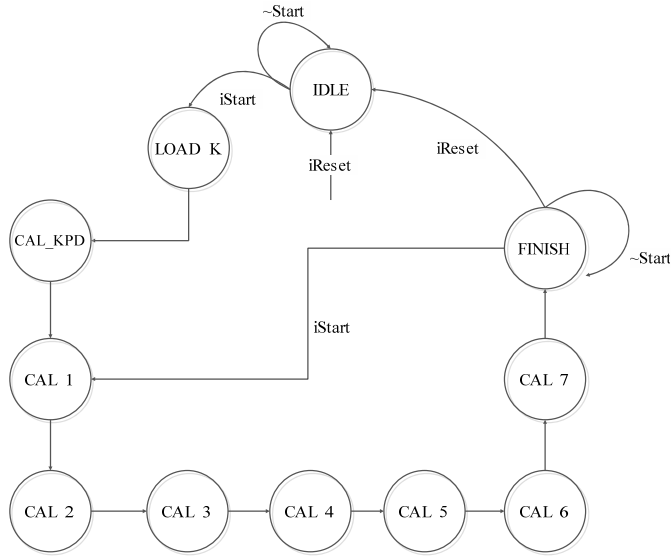 ~Start
IDLE
iStart
LOAD K
iReset
iReset
CAL_KPD
FINISH
~Start
iStart
CAL 1
CAL 7
CAL 2
CAL 3
CAL 4
CAL 5
CAL 6